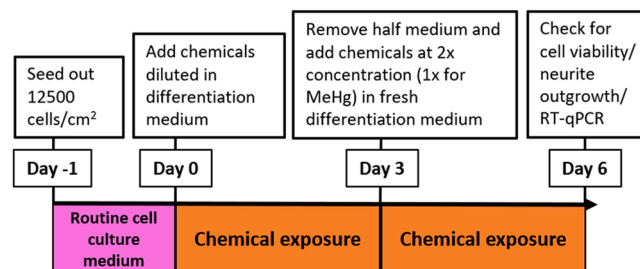 Seed out
12500
cells/cm²
Add chemicals
diluted in
differentiation
medium
Remove half medium and
add chemicals at 2x
concentration (1x for
MeHg) in fresh
differentiation medium
Check for
cell viability/
neurite
outgrowth/
RT-qPCR
Day -1
Day 0
Day 3
Day 6
Routine cell
culture
medium
Chemical exposure
Chemical exposure